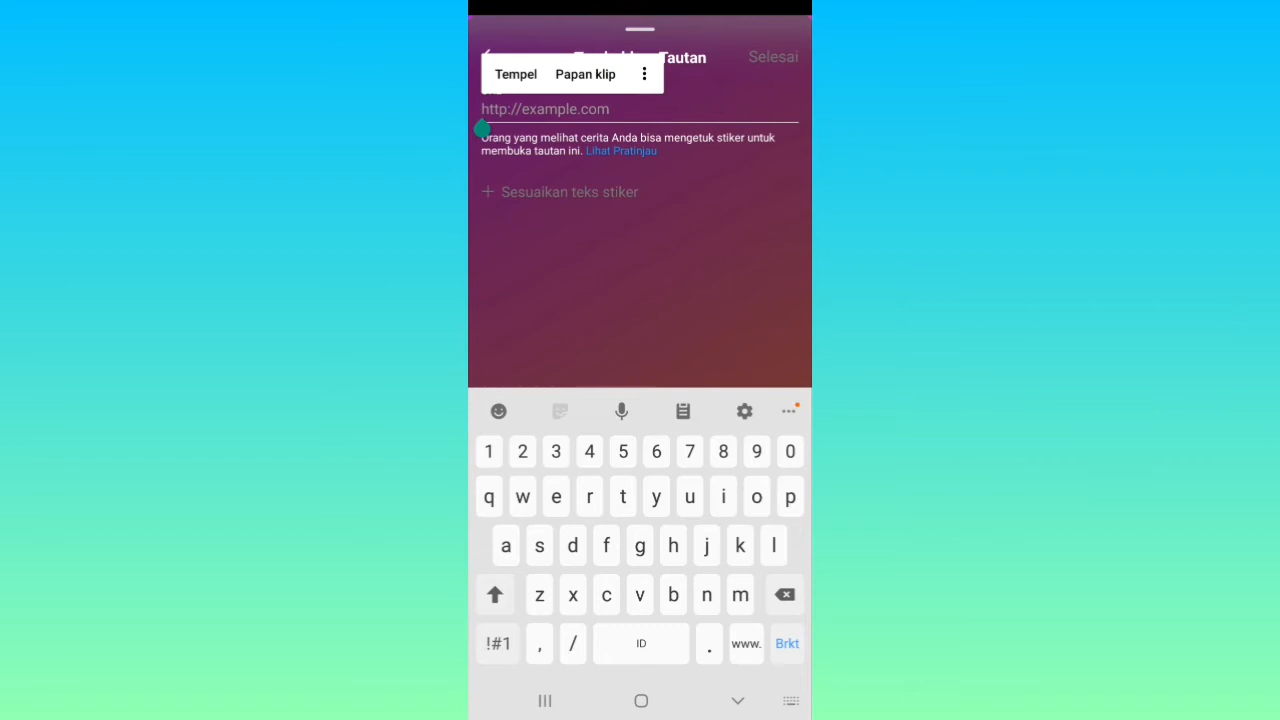 Tautan
Selesai
Tempel
Papan klip
http://example.com
Orang yang melihat cerita Anda bisa mengetuk stiker untuk
membuka tautan ini. Lihat Pratinjau
+ Sesuaikan teks stiker
1 2 3 4 5 6 7 8 9 0
q w e r t y u i o p
a s d f g h j k l
z x c v b n m
!#1 , / ID . www. Brkt